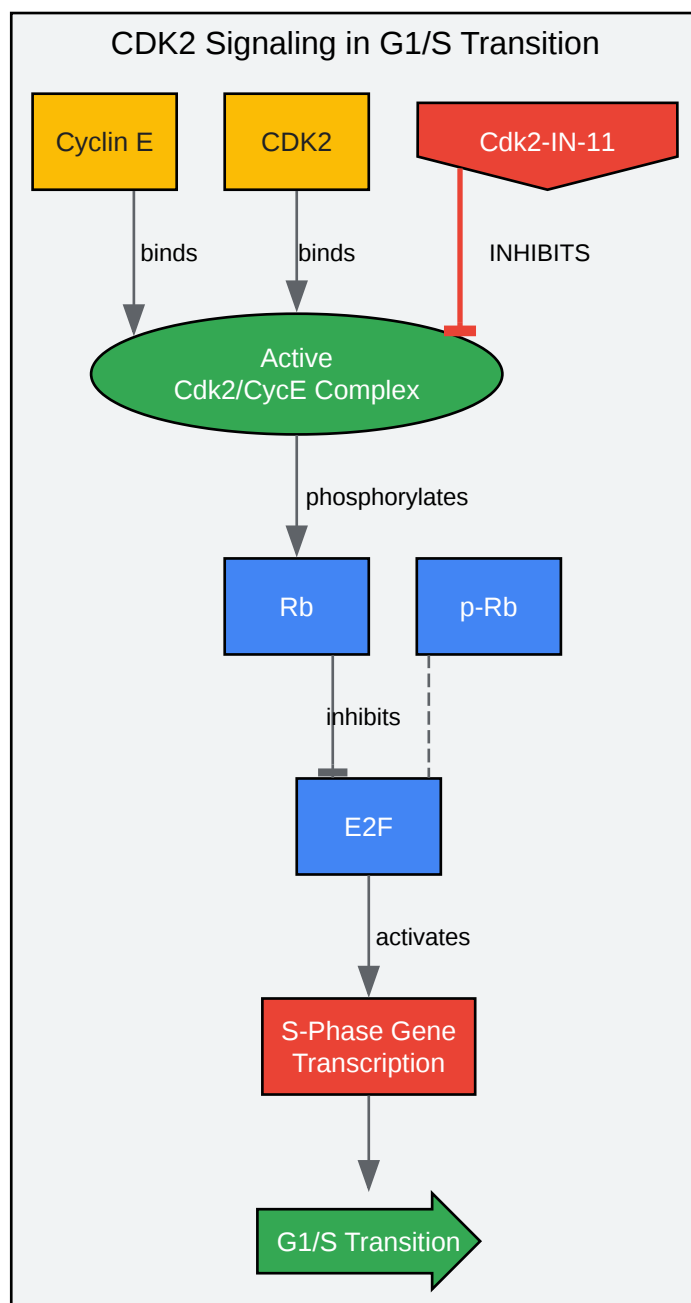 CDK2 Signaling in G1/S Transition
Cyclin E
CDK2
Cdk2-IN-11
binds
binds
INHIBITS
Active
Cdk2/CycE Complex
phosphorylates
Rb
p-Rb
inhibits
E2F
activates
S-Phase Gene
Transcription
G1/S Transition